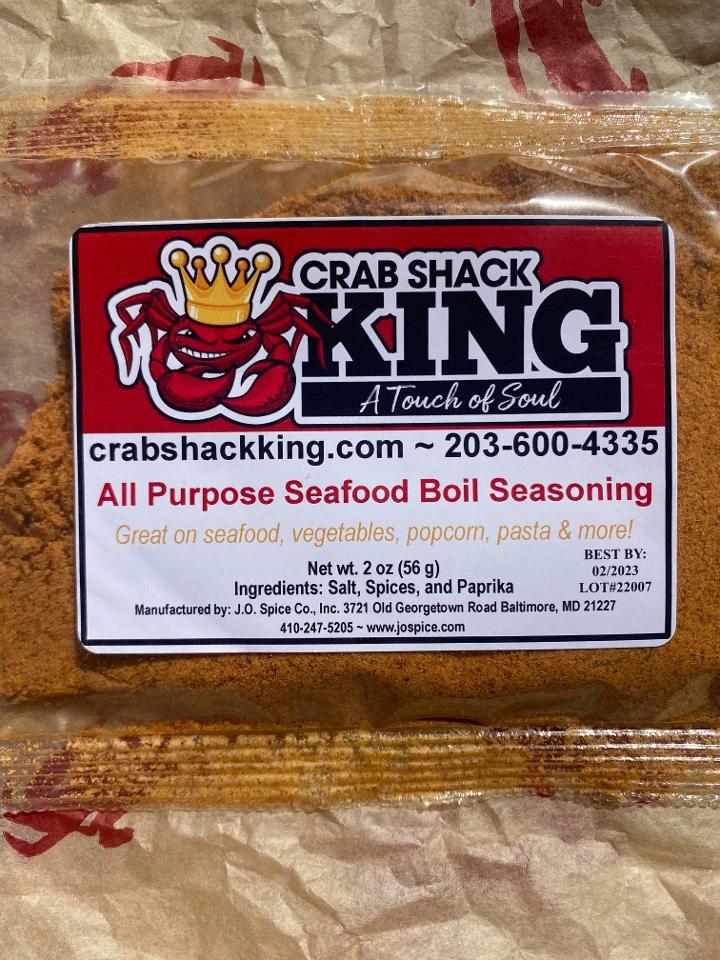 CRAB SHACK
KING
A Touch of Soul
crabshackking.com ~ 203-600-4335
All Purpose Seafood Boil Seasoning
Great on seafood, vegetables, popcorn, pasta & more!
Net wt. 2 oz (56 g)
Ingredients: Salt, Spices, and Paprika
BEST BY:
02/2023
LOT#22007
Manufactured by: J.O. Spice Co., Inc. 3721 Old Georgetown Road Baltimore, MD 21227
410-247-5205 ~ www.jospice.com